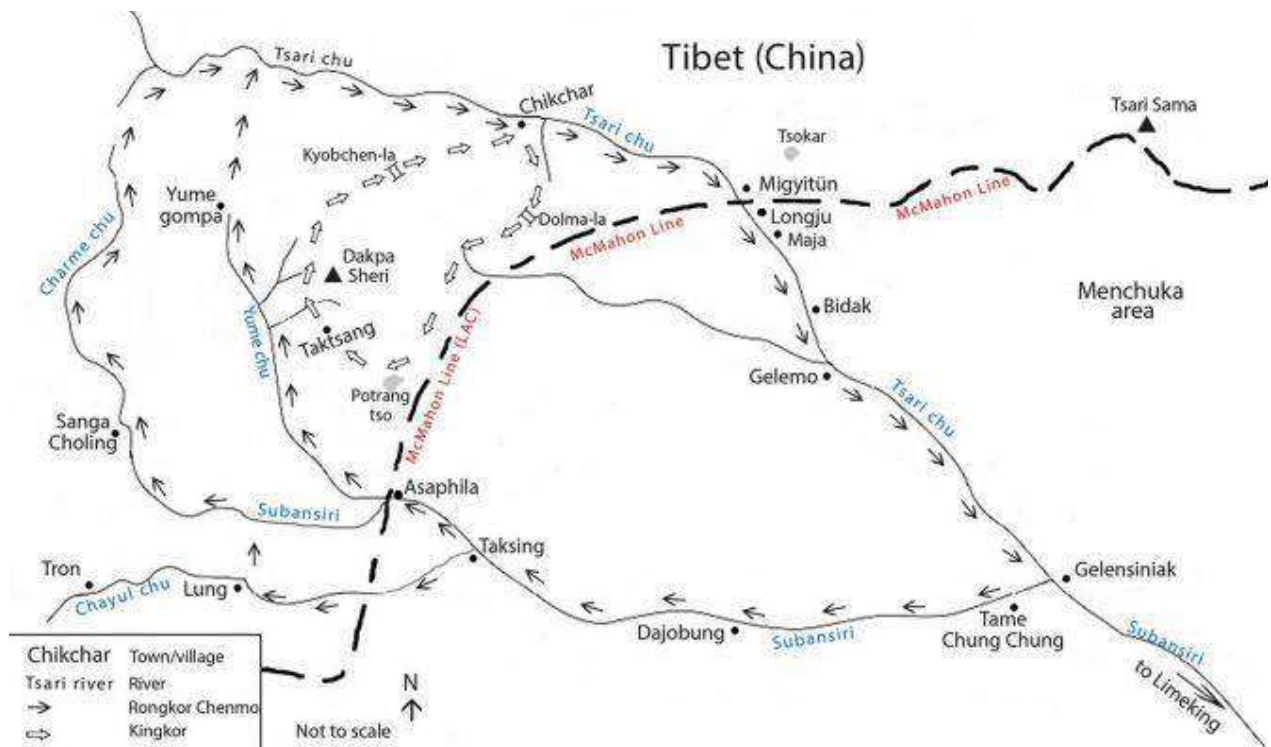 Tibet (China)
Tsari chu
Chikchar
Tsari chu
Tsari Sama
Tsokar
Kyobchen-la
Migyitün
McMahon Line
Yume
gompa
Longju
Dolma-la
Maja
McMahon Line
Charme chu
Dakpa
Sheri
Menchuka
area
Bidak
Yume chu
Taktsang
McMahon Line (LAC)
Gelemo
Potrang
tso
Tsari chu
Sanga
Choling
Asaphila
Subansiri
Taksing
Tron
Gelensiniak
Chayul chu
Lung
Tame
Chung Chung
Dajobung
Subansiri
Subansiri
to Limeking
Chikchar Town/village
Tsari river River
Rongkor Chenmo
Kingkor
N
Not to scale